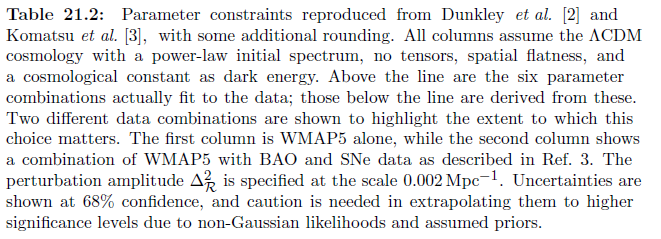 Table 21.2: Parameter constraints reproduced from Dunkley et al. [2] and
Komatsu et al. [3], with some additional rounding. All columns assume the ΛCDM
cosmology with a power-law initial spectrum, no tensors, spatial flatness, and
a cosmological constant as dark energy. Above the line are the six parameter
combinations actually fit to the data; those below the line are derived from these.
Two different data combinations are shown to highlight the extent to which this
choice matters. The first column is WMAP5 alone, while the second column shows
a combination of WMAP5 with BAO and SNe data as described in Ref. 3. The
perturbation amplitude Δ²_R is specified at the scale 0.002 Mpc⁻¹. Uncertainties are
shown at 68% confidence, and caution is needed in extrapolating them to higher
significance levels due to non-Gaussian likelihoods and assumed priors.